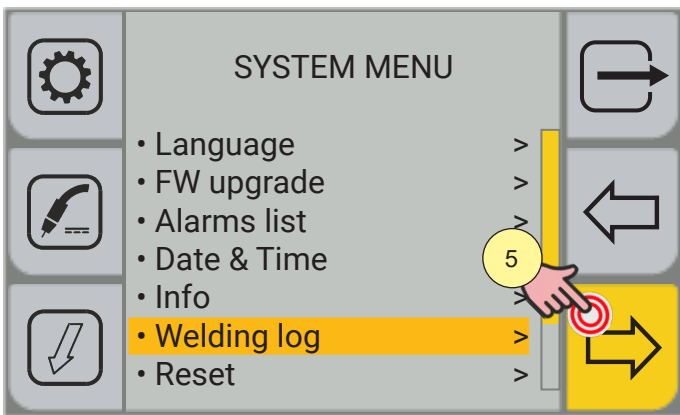 SYSTEM MENU
• Language >
• FW upgrade >
• Alarms list >
• Date & Time
5
• Info >
• Welding log >
• Reset >